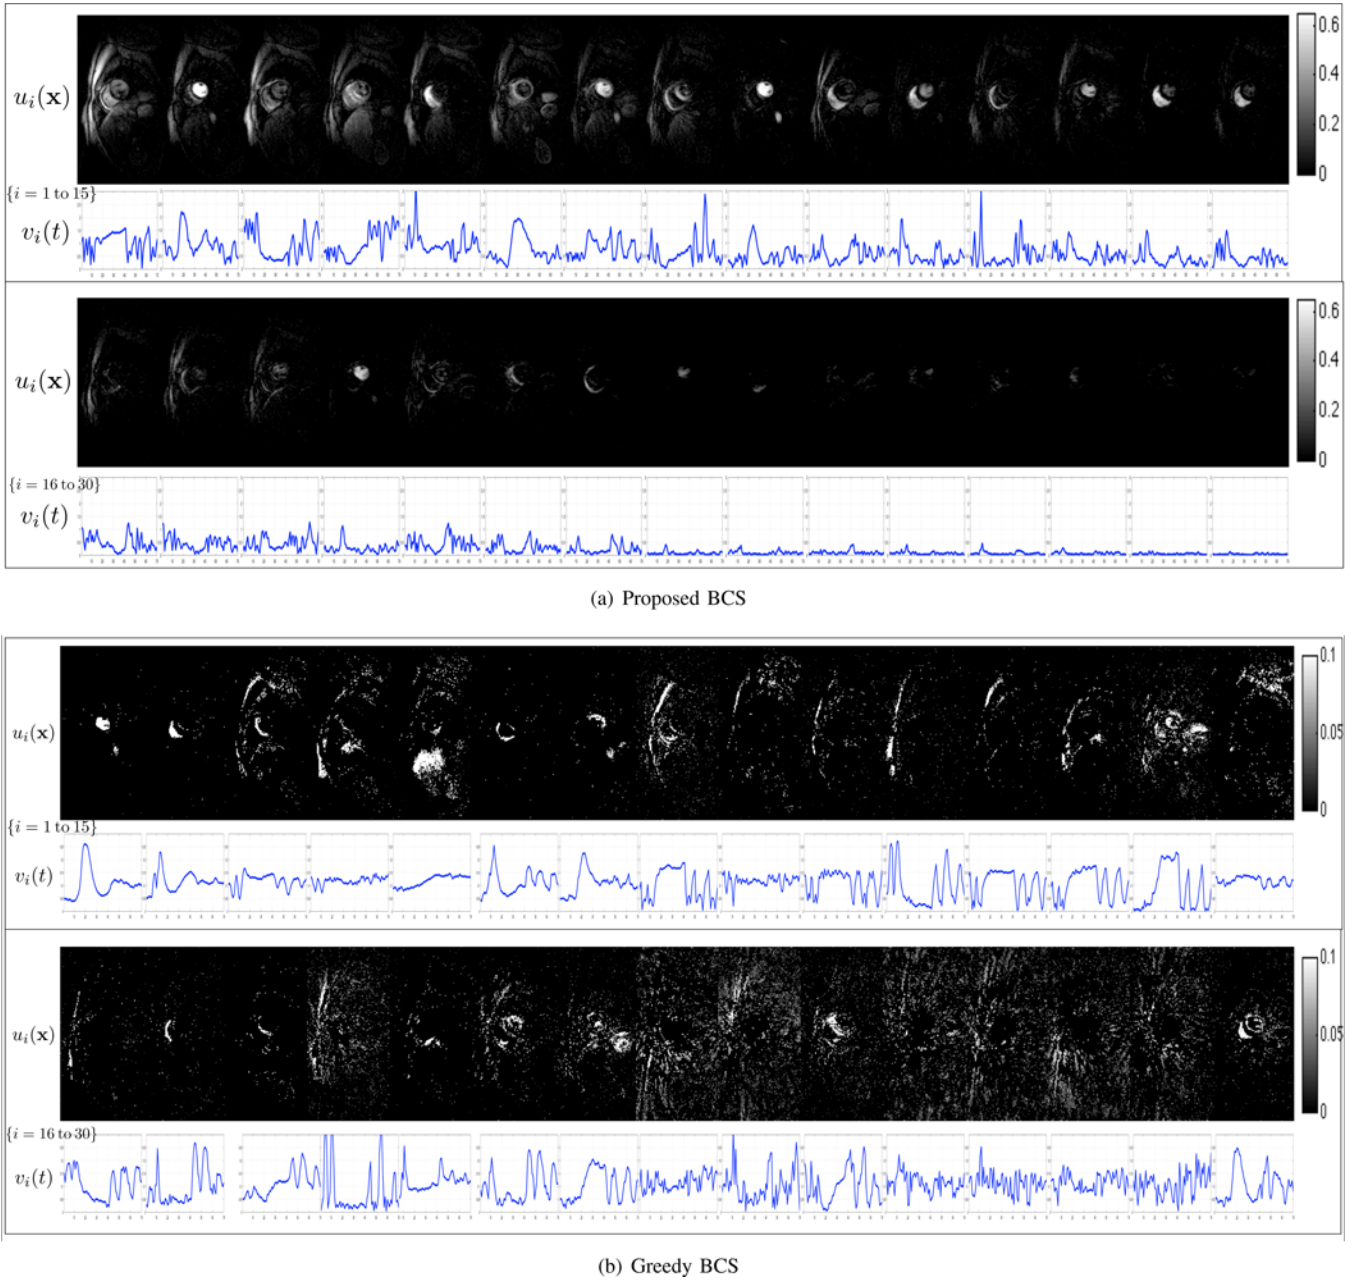 u_i(x)
0.6
0.4
0.2
0
{i = 1 to 15}
v_i(t)
u_i(x)
0.6
0.4
0.2
0
{i = 16 to 30}
v_i(t)
(a) Proposed BCS
u_i(x)
0.1
0.05
0
{i = 1 to 15}
v_i(t)
u_i(x)
0.1
0.05
0
{i = 16 to 30}
v_i(t)
(b) Greedy BCS